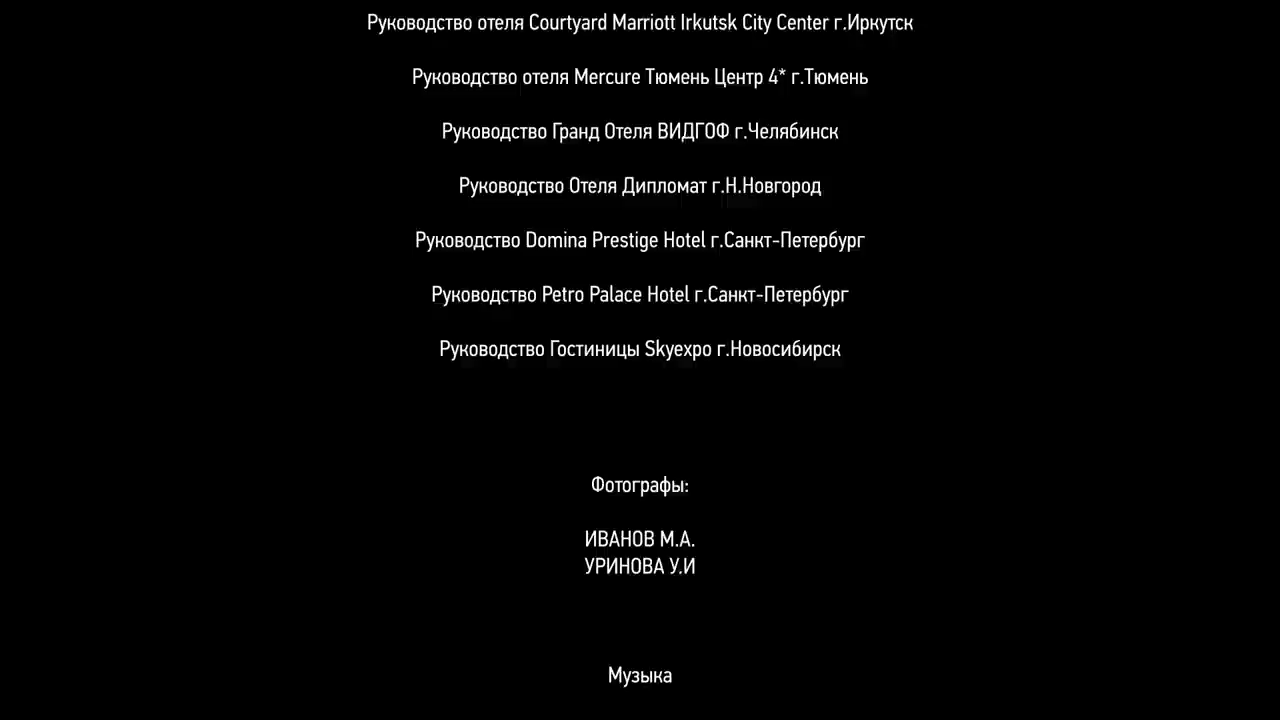 Руководство отеля Courtyard Marriott Irkutsk City Center г.Иркутск
Руководство отеля Mercure Тюмень Центр 4* г.Тюмень
Руководство Гранд Отеля ВИДГОФ г.Челябинск
Руководство Отеля Дипломат г.Н.Новгород
Руководство Domina Prestige Hotel г.Санкт-Петербург
Руководство Petro Palace Hotel г.Санкт-Петербург
Руководство Гостиницы Skyexpo г.Новосибирск
Фотографы:
ИВАНОВ М.А.
УРИНОВА У.И
Музыка